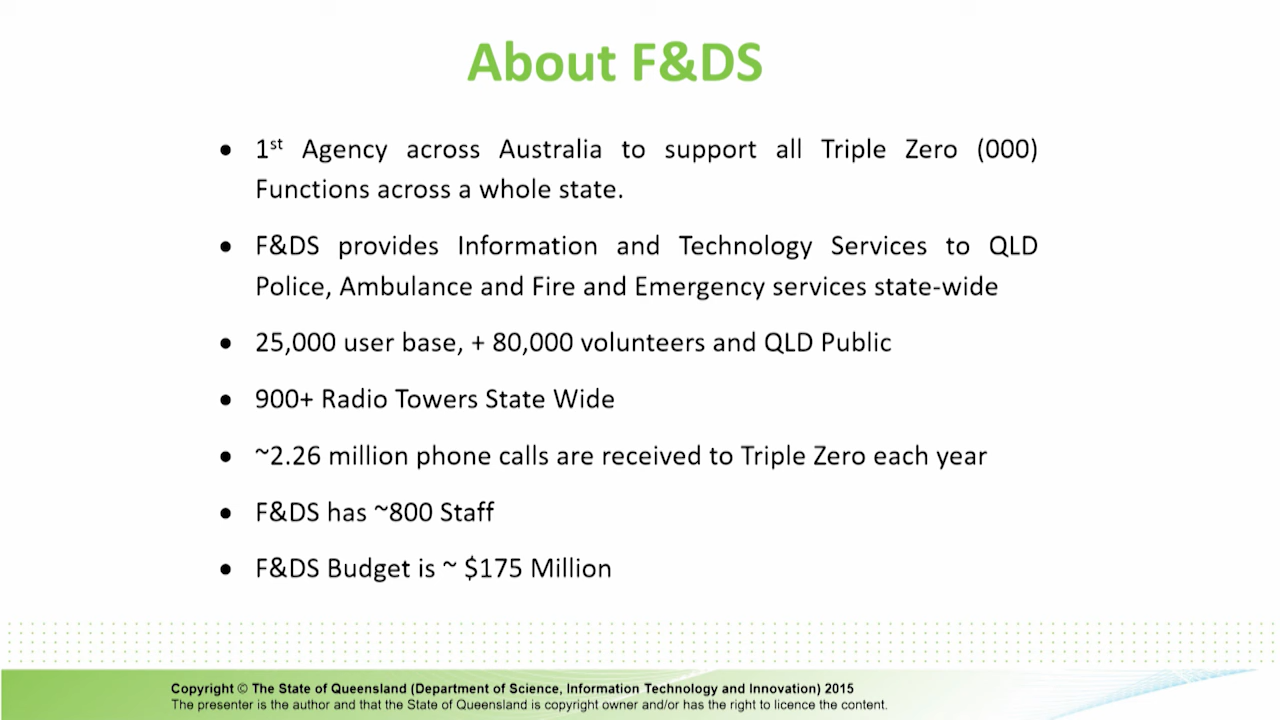 About F&DS
• 1st Agency across Australia to support all Triple Zero (000)
Functions across a whole state.
• F&DS provides Information and Technology Services to QLD
Police, Ambulance and Fire and Emergency services state-wide
• 25,000 user base, + 80,000 volunteers and QLD Public
• 900+ Radio Towers State Wide
• ~2.26 million phone calls are received to Triple Zero each year
• F&DS has ~800 Staff
• F&DS Budget is ~ $175 Million
Copyright © The State of Queensland (Department of Science, Information Technology and Innovation) 2015
The presenter is the author and that the State of Queensland is copyright owner and/or has the right to licence the content.